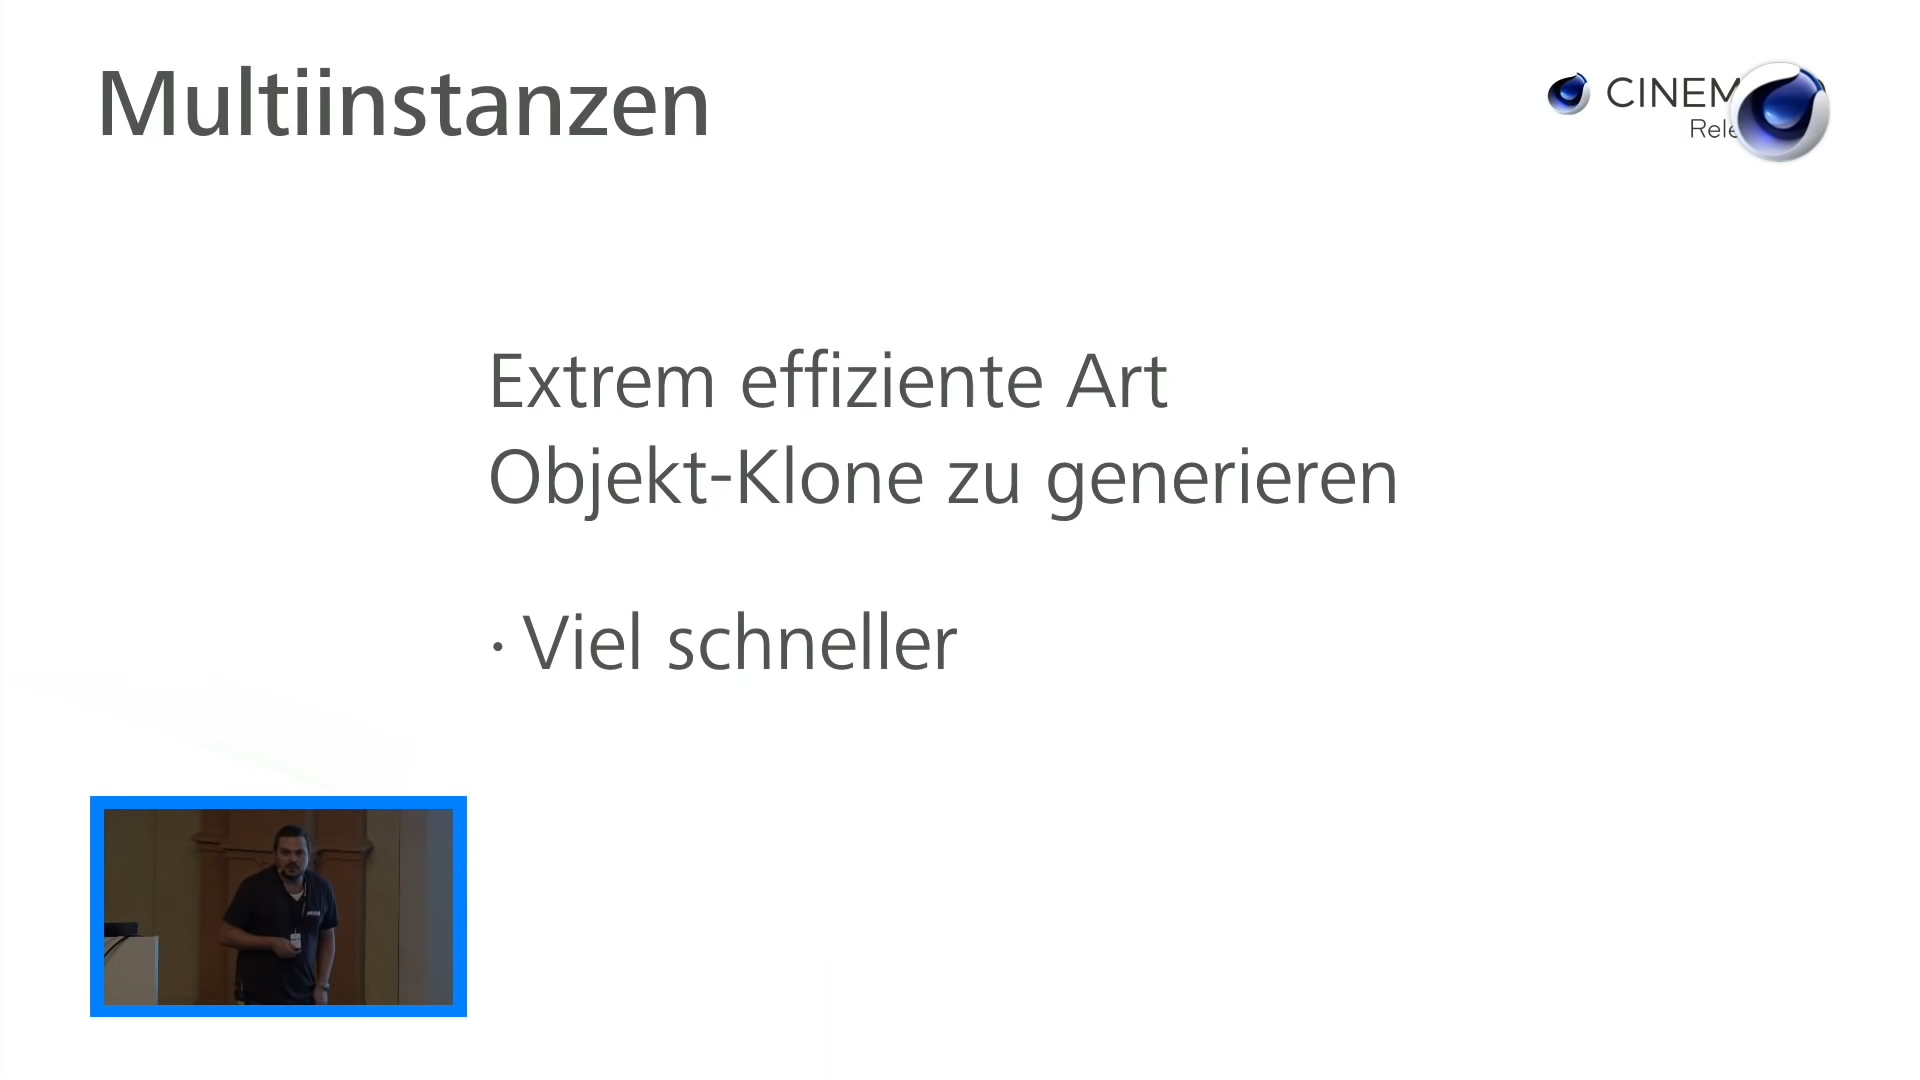 Multiinstanzen
CINEM
Rele
Extrem effiziente Art
Objekt-Klone zu generieren
· Viel schneller